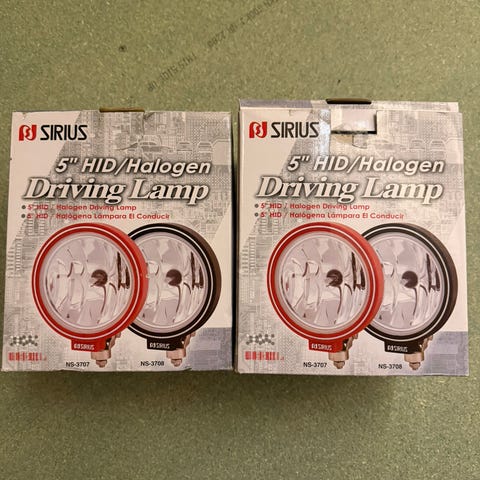 SIRIUS
5" HID/Halogen
Driving Lamp
5" HID / Halogen Driving Lamp
5" HID / Halógena Lámpara El Conducir
SIRIUS
SIRIUS
NS-3707
NS-3708
SIRIUS
5" HID/Halogen
Driving Lamp
5" HID / Halogen Driving Lamp
5" HID / Halógena Lámpara El Conducir
SIRIUS
SIRIUS
NS-3707
NS-3708